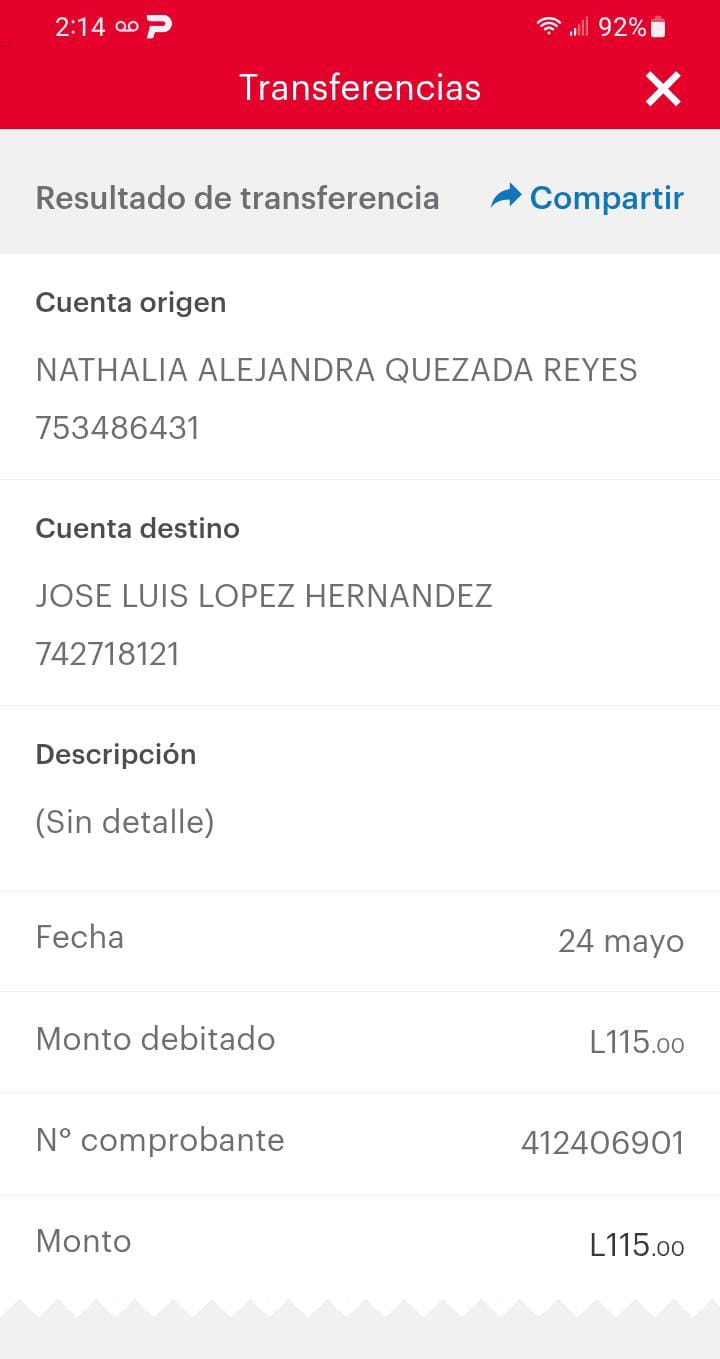 2:14 92%
Transferencias
Resultado de transferencia Compartir
Cuenta origen
NATHALIA ALEJANDRA QUEZADA REYES
753486431
Cuenta destino
JOSE LUIS LOPEZ HERNANDEZ
742718121
Descripción
(Sin detalle)
Fecha 24 mayo
Monto debitado L115.00
N° comprobante 412406901
Monto L115.00